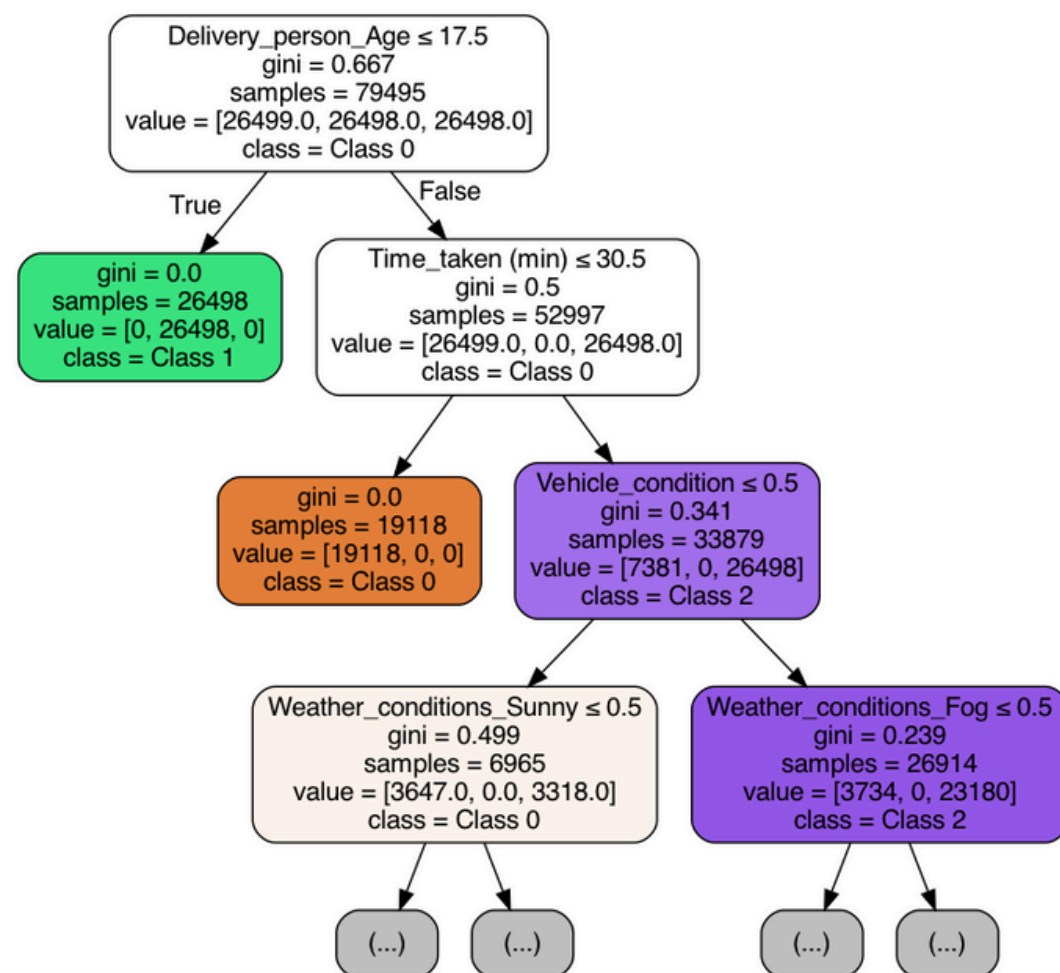 Delivery_person_Age ≤ 17.5
gini = 0.667
samples = 79495
value = [26499.0, 26498.0, 26498.0]
class = Class 0
True
False
gini = 0.0
samples = 26498
value = [0, 26498, 0]
class = Class 1
Time_taken (min) ≤ 30.5
gini = 0.5
samples = 52997
value = [26499.0, 0.0, 26498.0]
class = Class 0
gini = 0.0
samples = 19118
value = [19118, 0, 0]
class = Class 0
Vehicle_condition ≤ 0.5
gini = 0.341
samples = 33879
value = [7381, 0, 26498]
class = Class 2
Weather_conditions_Sunny ≤ 0.5
gini = 0.499
samples = 6965
value = [3647.0, 0.0, 3318.0]
class = Class 0
Weather_conditions_Fog ≤ 0.5
gini = 0.239
samples = 26914
value = [3734, 0, 23180]
class = Class 2
(...)
(...)
(...)
(...)